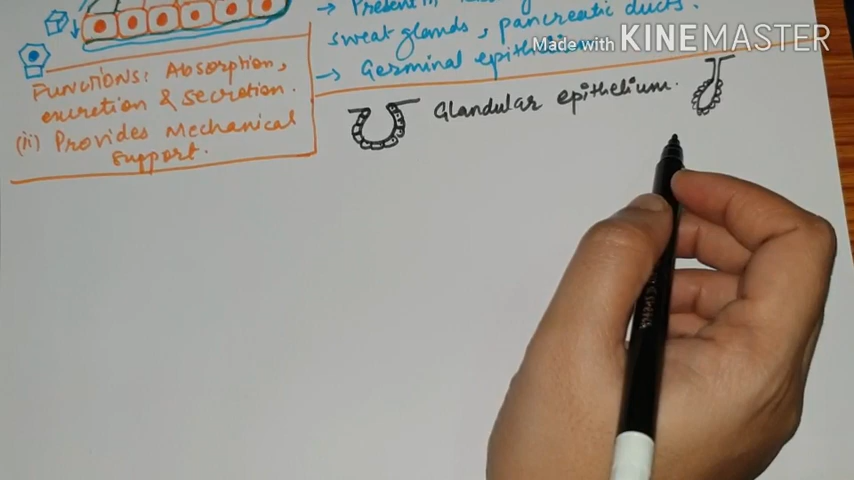 → Present in
sweat glands, pancreatic ducts.
→ Germinal epithelium
Made with KINEMASTER
Functions: Absorption,
excretion & secretion.
(ii) Provides Mechanical
support.
Glandular epithelium.